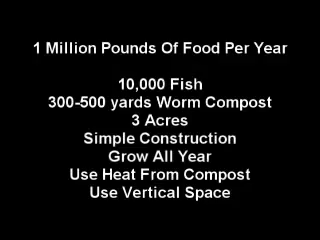 1 Million Pounds Of Food Per Year
10,000 Fish
300-500 yards Worm Compost
3 Acres
Simple Construction
Grow All Year
Use Heat From Compost
Use Vertical Space